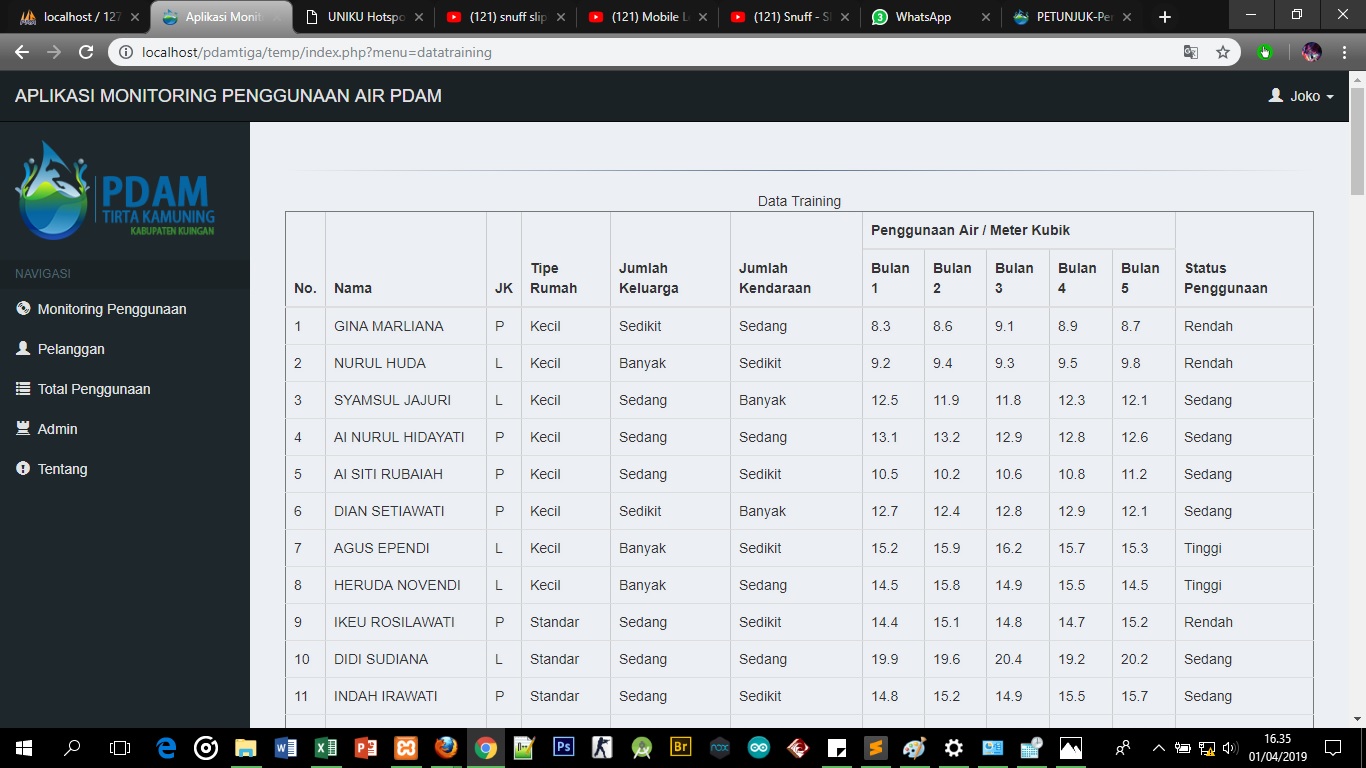 localhost / 127
Aplikasi Monito
UNIKU Hotspo
(121) snuff slip
(121) Mobile L
(121) Snuff - Sl
3 WhatsApp
PETUNJUK-Per
localhost/pdamtiga/temp/index.php?menu=datatraining
APLIKASI MONITORING PENGGUNAAN AIR PDAM
Joko
PDAM
TIRTA KAMUNING
KABUPATEN KUINGAN
NAVIGASI
Monitoring Penggunaan
Pelanggan
Total Penggunaan
Admin
Tentang
Data Training
Penggunaan Air / Meter Kubik
No. Nama JK Tipe Rumah Jumlah Keluarga Jumlah Kendaraan Bulan 1 Bulan 2 Bulan 3 Bulan 4 Bulan 5 Status Penggunaan
1 GINA MARLIANA P Kecil Sedikit Sedang 8.3 8.6 9.1 8.9 8.7 Rendah
2 NURUL HUDA L Kecil Banyak Sedikit 9.2 9.4 9.3 9.5 9.8 Rendah
3 SYAMSUL JAJURI L Kecil Sedang Banyak 12.5 11.9 11.8 12.3 12.1 Sedang
4 AI NURUL HIDAYATI P Kecil Sedang Sedang 13.1 13.2 12.9 12.8 12.6 Sedang
5 AI SITI RUBAIAH P Kecil Sedang Sedikit 10.5 10.2 10.6 10.8 11.2 Sedang
6 DIAN SETIAWATI P Kecil Sedikit Banyak 12.7 12.4 12.8 12.9 12.1 Sedang
7 AGUS EPENDI L Kecil Banyak Sedikit 15.2 15.9 16.2 15.7 15.3 Tinggi
8 HERUDA NOVENDI L Kecil Banyak Sedang 14.5 15.8 14.9 15.5 14.5 Tinggi
9 IKEU ROSILAWATI P Standar Sedang Sedikit 14.4 15.1 14.8 14.7 15.2 Rendah
10 DIDI SUDIANA L Standar Sedang Sedang 19.9 19.6 20.4 19.2 20.2 Sedang
11 INDAH IRAWATI P Standar Sedang Sedikit 14.8 15.2 14.9 15.5 15.7 Sedang
Ps
Br
16.35
01/04/2019